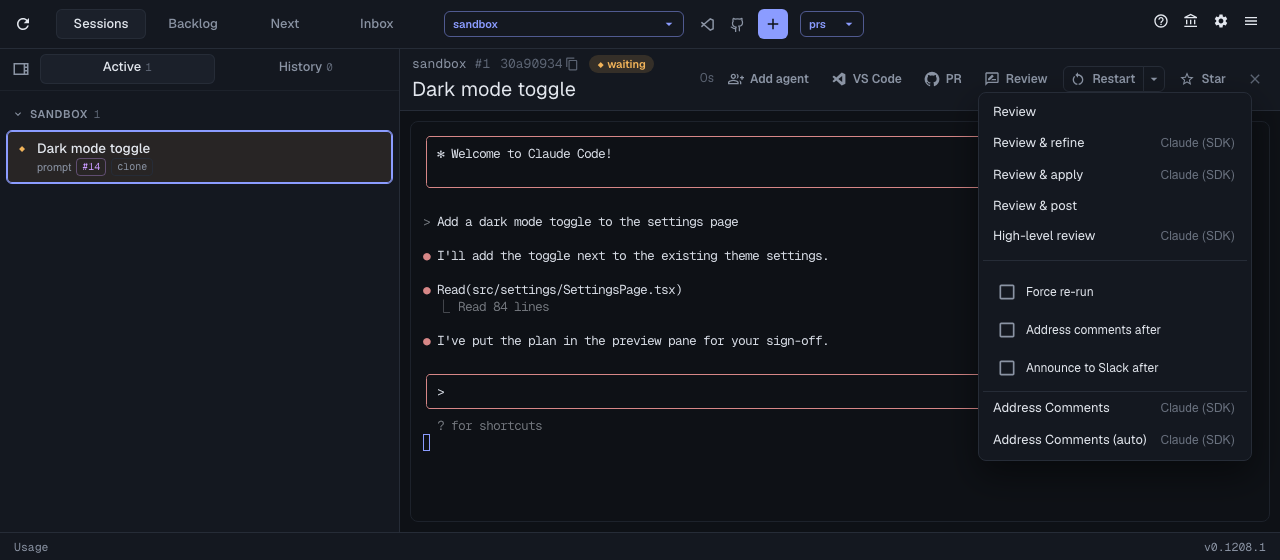 Sessions Backlog Next Inbox sandbox + prs
Active 1 History 0
sandbox #1 30a90934 waiting
Dark mode toggle
0s Add agent VS Code PR Review Restart Star
SANDBOX 1
Dark mode toggle
prompt #14 clone
✻ Welcome to Claude Code!
> Add a dark mode toggle to the settings page
● I'll add the toggle next to the existing theme settings.
● Read(src/settings/SettingsPage.tsx)
⎿ Read 84 lines
● I've put the plan in the preview pane for your sign-off.
>
? for shortcuts
Review
Review & refine Claude (SDK)
Review & apply Claude (SDK)
Review & post
High-level review Claude (SDK)
Force re-run
Address comments after
Announce to Slack after
Address Comments Claude (SDK)
Address Comments (auto) Claude (SDK)
Usage v0.1208.1